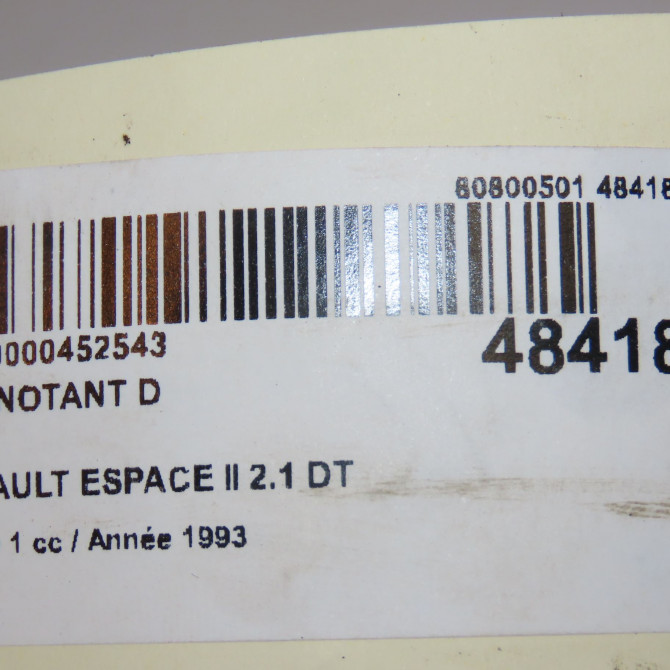 80800501 48418
0000452543
48418
NOTANT D
AULT ESPACE II 2.1 DT
1 cc / Année 1993